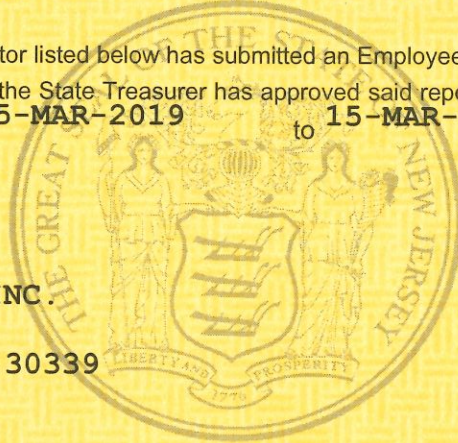 tor listed below has submitted an Employee
the State Treasurer has approved said repo
5-MAR-2019 to 15-MAR-
THE GREAT SEAL OF THE STATE OF NEW JERSEY
INC.
30339
LIBERTY AND PROSPERITY
1776